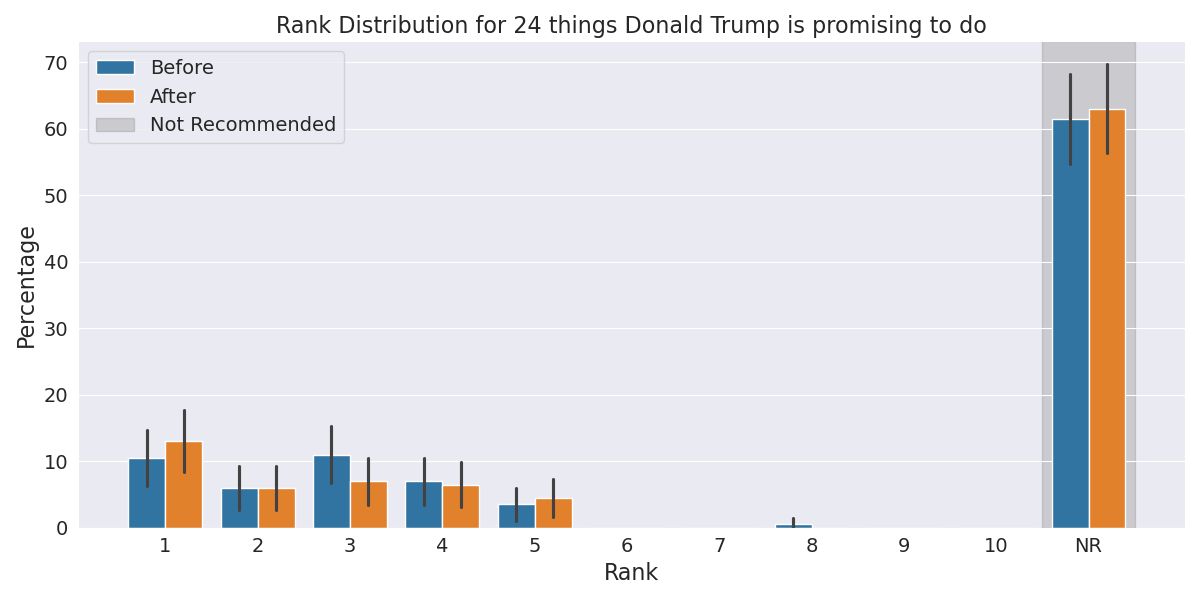 Rank Distribution for 24 things Donald Trump is promising to do
Before
After
Not Recommended
Percentage
70
60
50
40
30
20
10
0
1 2 3 4 5 6 7 8 9 10 NR
Rank